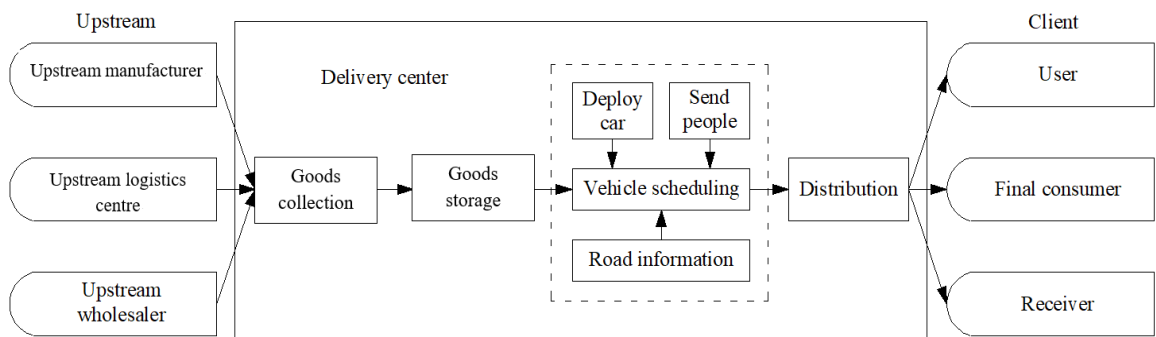 Upstream
Client
Upstream manufacturer
Delivery center
Deploy
car
Send
people
User
Upstream logistics
centre
Goods
collection
Goods
storage
Vehicle scheduling
Distribution
Final consumer
Road information
Upstream
wholesaler
Receiver